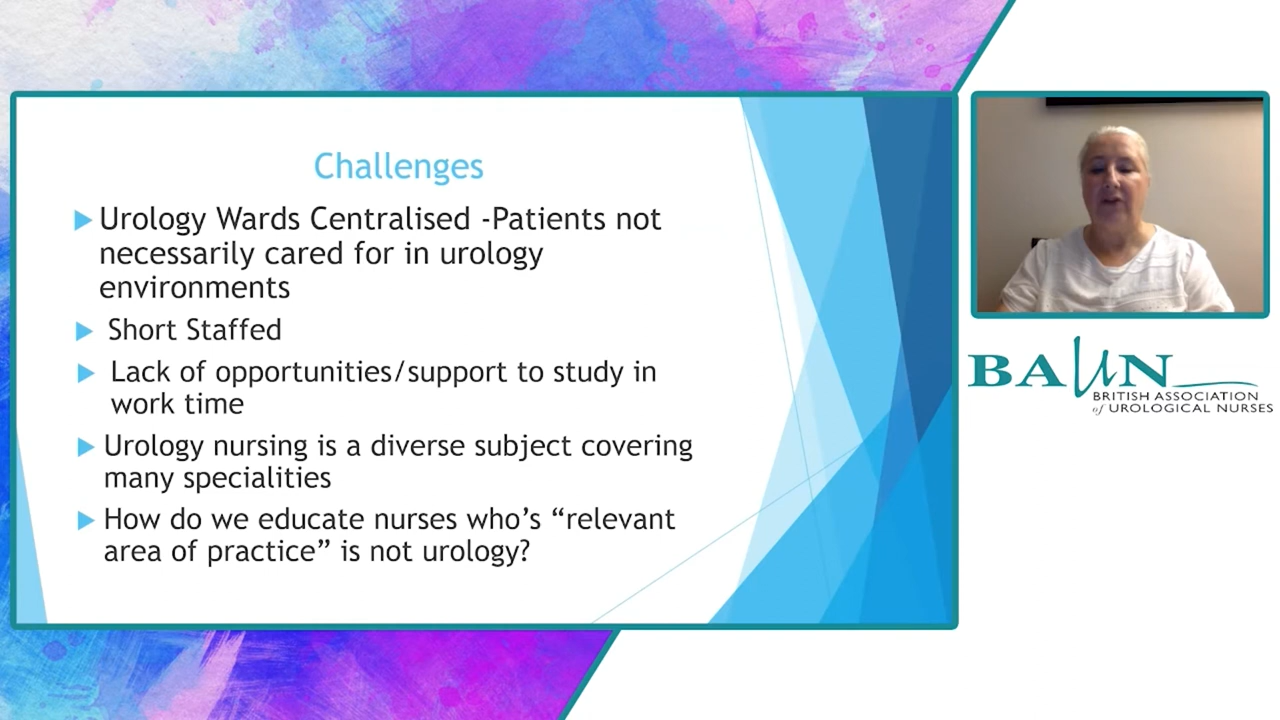 Challenges
Urology Wards Centralised -Patients not
necessarily cared for in urology
environments
Short Staffed
Lack of opportunities/support to study in
work time
Urology nursing is a diverse subject covering
many specialities
How do we educate nurses who’s “relevant
area of practice” is not urology?
BAUN
BRITISH ASSOCIATION
of UROLOGICAL NURSES